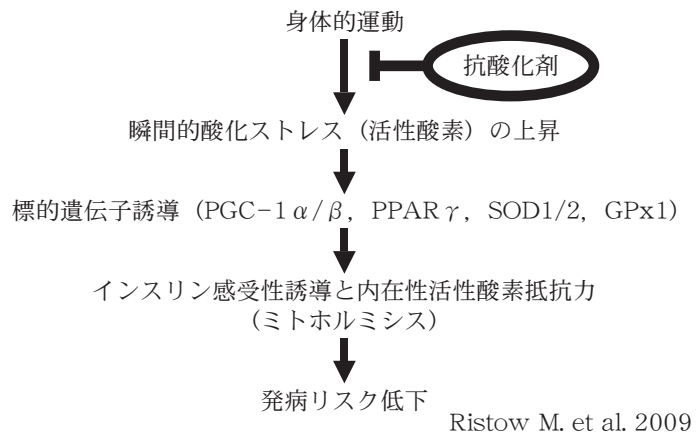 身体的運動
抗酸化剤
瞬間的酸化ストレス（活性酸素）の上昇
標的遺伝子誘導（PGC-1α/β，PPARγ，SOD1/2，GPx1）
インスリン感受性誘導と内在性活性酸素抵抗力
（ミトホルミシス）
発病リスク低下
Ristow M. et al. 2009